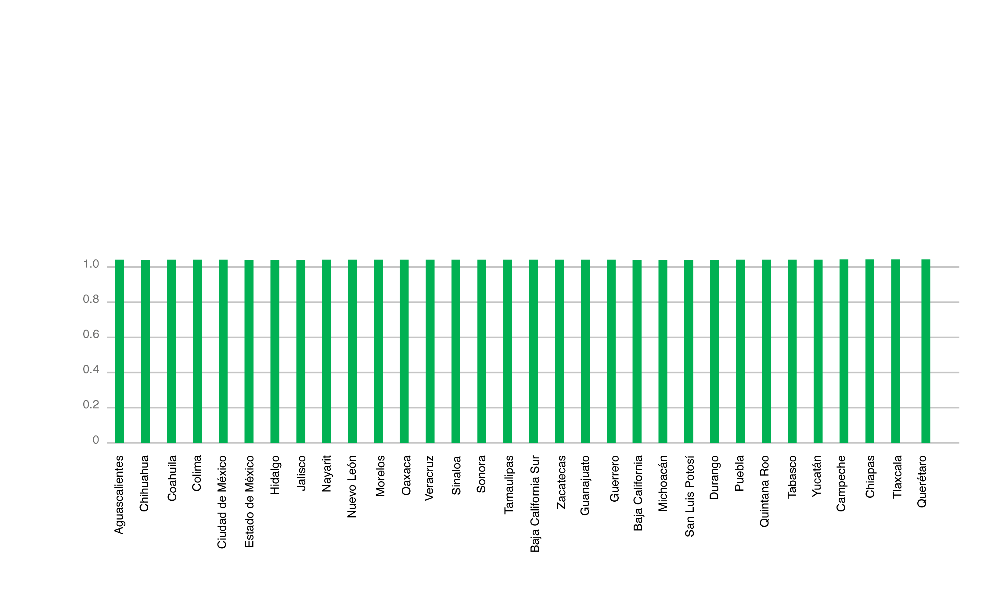 1.0
0.8
0.6
0.4
0.2
0
Aguascalientes
Chihuahua
Coahuila
Colima
Ciudad de México
Estado de México
Hidalgo
Jalisco
Nayarit
Nuevo León
Morelos
Oaxaca
Veracruz
Sinaloa
Sonora
Tamaulipas
Baja California Sur
Zacatecas
Guanajuato
Guerrero
Baja California
Michoacán
San Luis Potosí
Durango
Puebla
Quintana Roo
Tabasco
Yucatán
Campeche
Chiapas
Tlaxcala
Querétaro